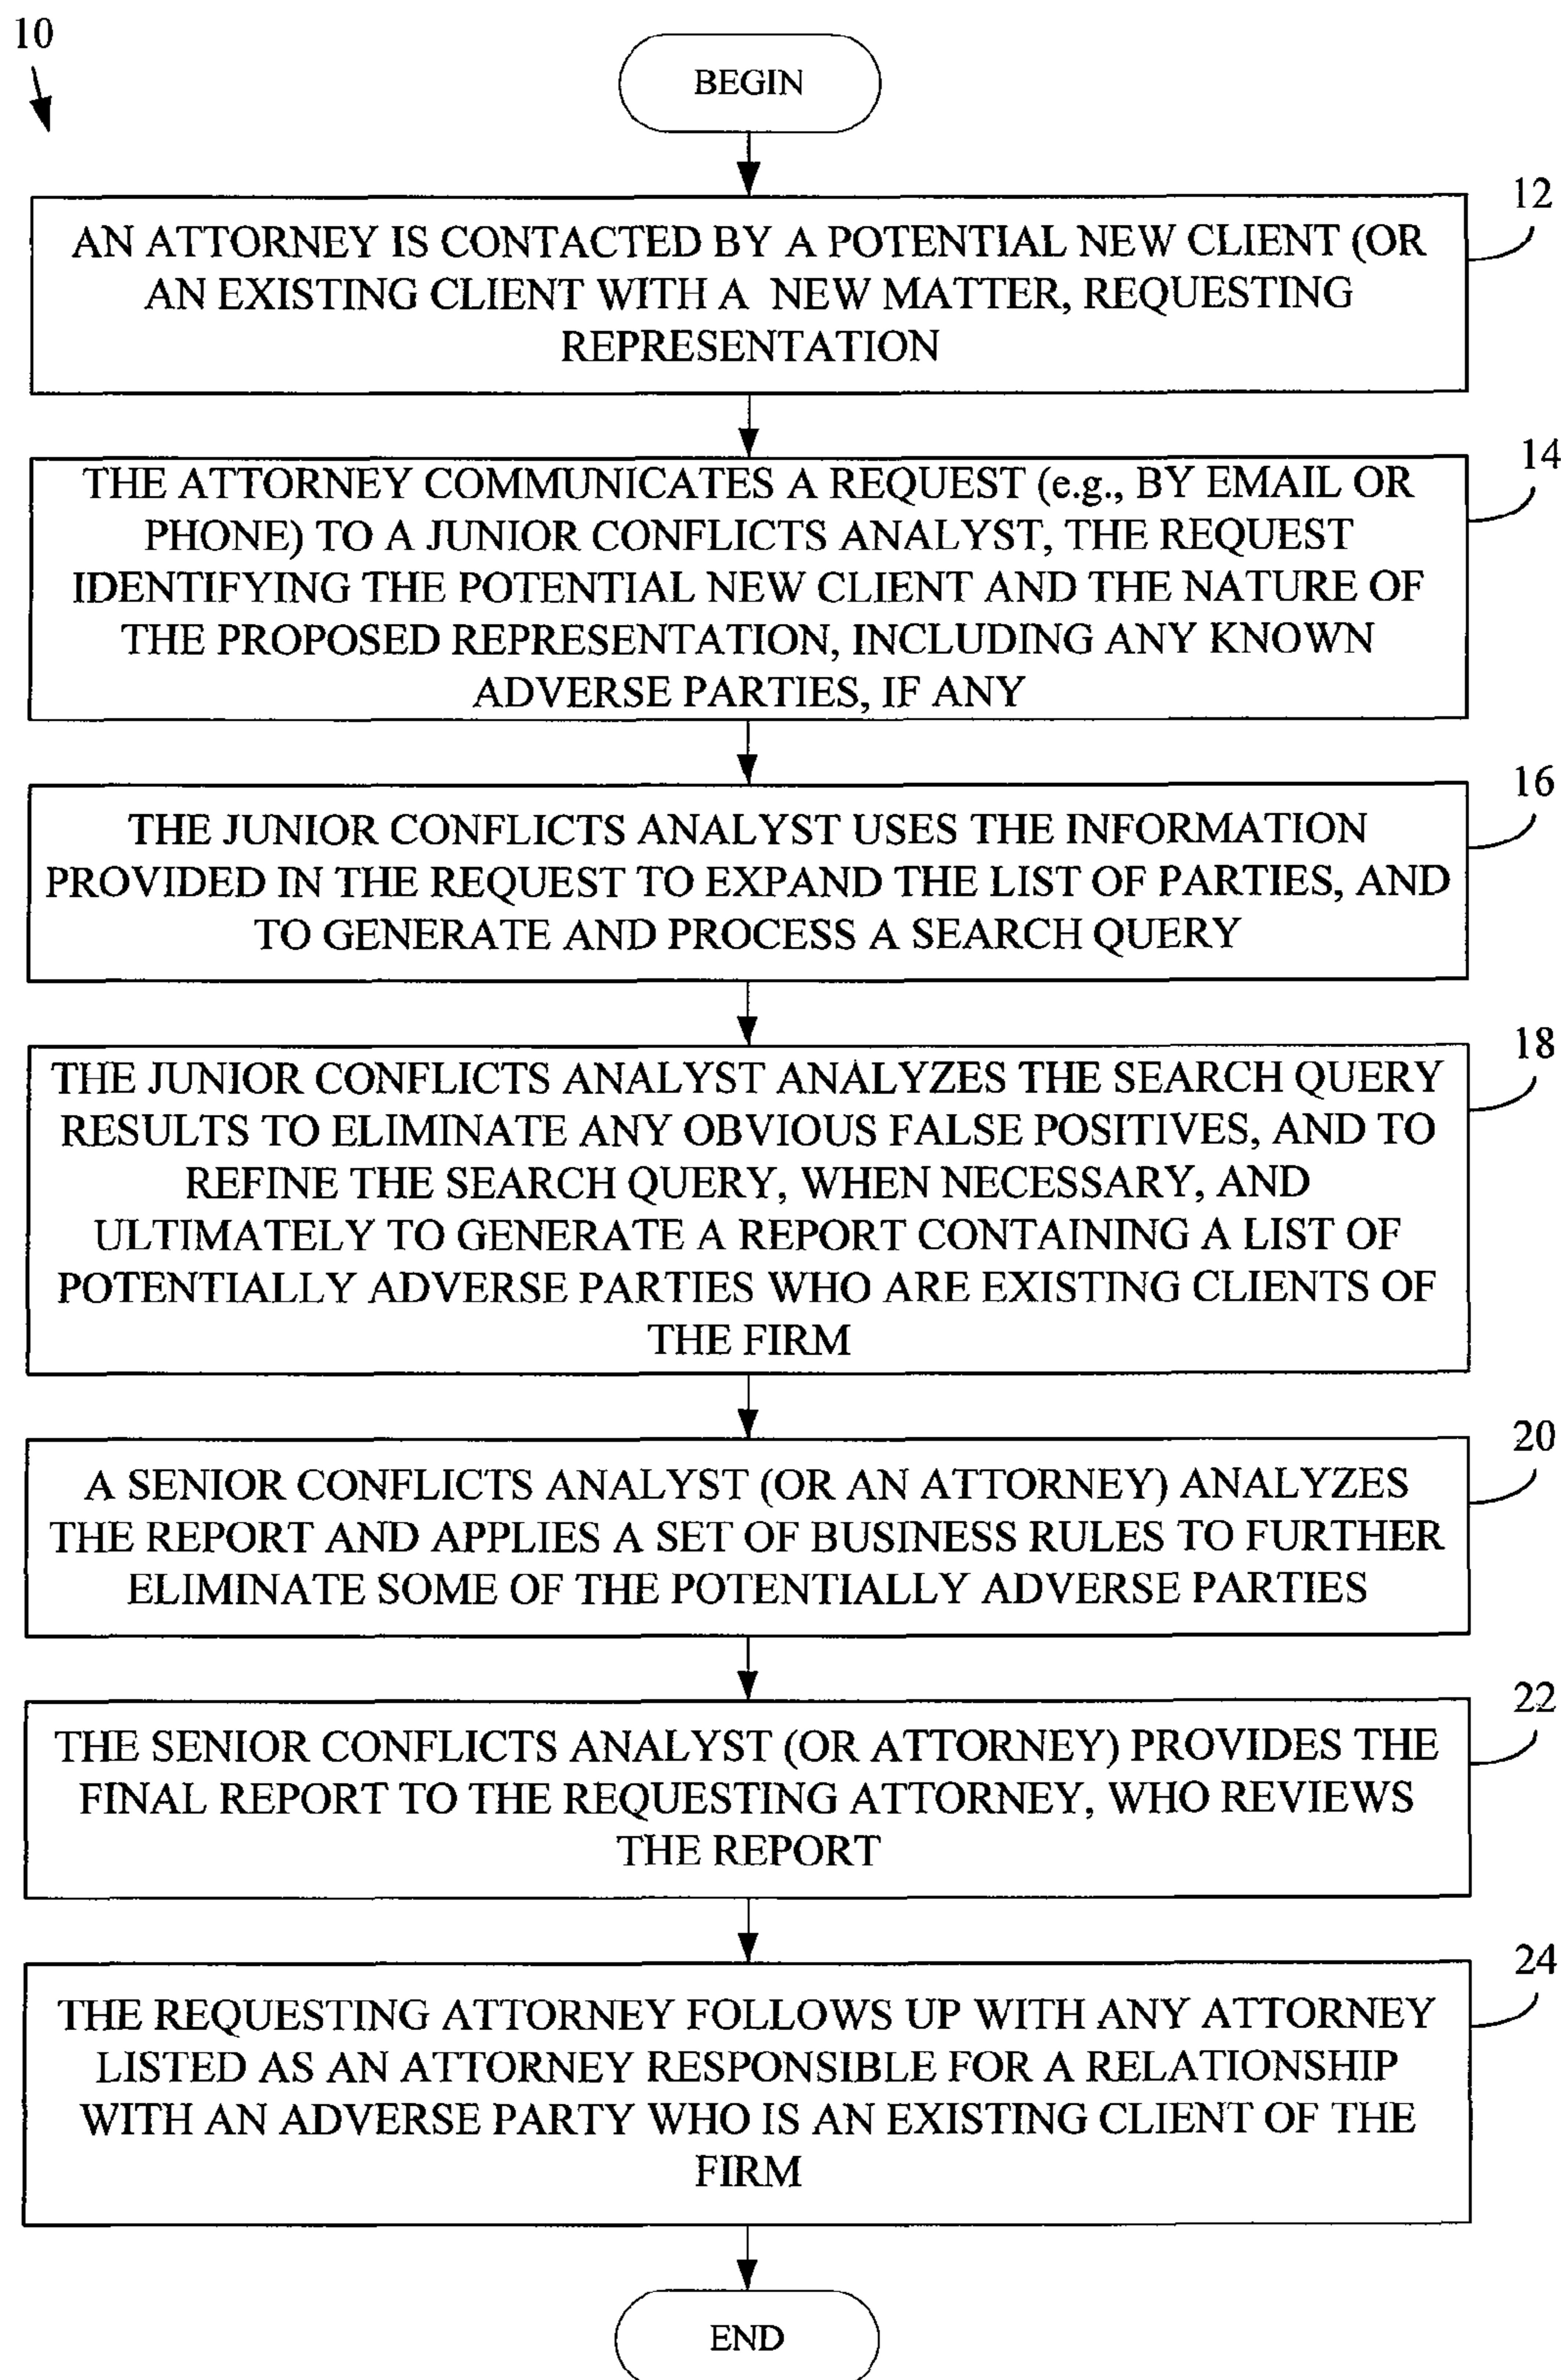 10
BEGIN
12
AN ATTORNEY IS CONTACTED BY A POTENTIAL NEW CLIENT (OR
AN EXISTING CLIENT WITH A NEW MATTER, REQUESTING
REPRESENTATION
14
THE ATTORNEY COMMUNICATES A REQUEST (e.g., BY EMAIL OR
PHONE) TO A JUNIOR CONFLICTS ANALYST, THE REQUEST
IDENTIFYING THE POTENTIAL NEW CLIENT AND THE NATURE OF
THE PROPOSED REPRESENTATION, INCLUDING ANY KNOWN
ADVERSE PARTIES, IF ANY
16
THE JUNIOR CONFLICTS ANALYST USES THE INFORMATION
PROVIDED IN THE REQUEST TO EXPAND THE LIST OF PARTIES, AND
TO GENERATE AND PROCESS A SEARCH QUERY
18
THE JUNIOR CONFLICTS ANALYST ANALYZES THE SEARCH QUERY
RESULTS TO ELIMINATE ANY OBVIOUS FALSE POSITIVES, AND TO
REFINE THE SEARCH QUERY, WHEN NECESSARY, AND
ULTIMATELY TO GENERATE A REPORT CONTAINING A LIST OF
POTENTIALLY ADVERSE PARTIES WHO ARE EXISTING CLIENTS OF
THE FIRM
20
A SENIOR CONFLICTS ANALYST (OR AN ATTORNEY) ANALYZES
THE REPORT AND APPLIES A SET OF BUSINESS RULES TO FURTHER
ELIMINATE SOME OF THE POTENTIALLY ADVERSE PARTIES
22
THE SENIOR CONFLICTS ANALYST (OR ATTORNEY) PROVIDES THE
FINAL REPORT TO THE REQUESTING ATTORNEY, WHO REVIEWS
THE REPORT
24
THE REQUESTING ATTORNEY FOLLOWS UP WITH ANY ATTORNEY
LISTED AS AN ATTORNEY RESPONSIBLE FOR A RELATIONSHIP
WITH AN ADVERSE PARTY WHO IS AN EXISTING CLIENT OF THE
FIRM
END